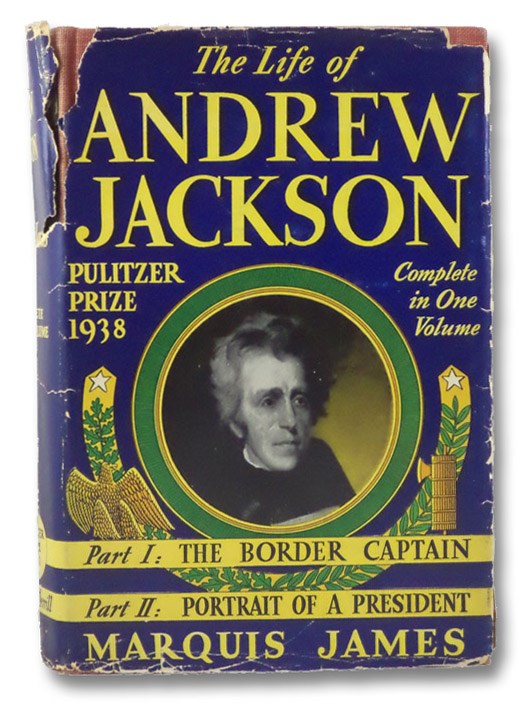 The Life of
ANDREW
JACKSON
PULITZER
PRIZE
1938
Complete
in One
Volume
Part I: THE BORDER CAPTAIN
Part II: PORTRAIT OF A PRESIDENT
MARQUIS JAMES